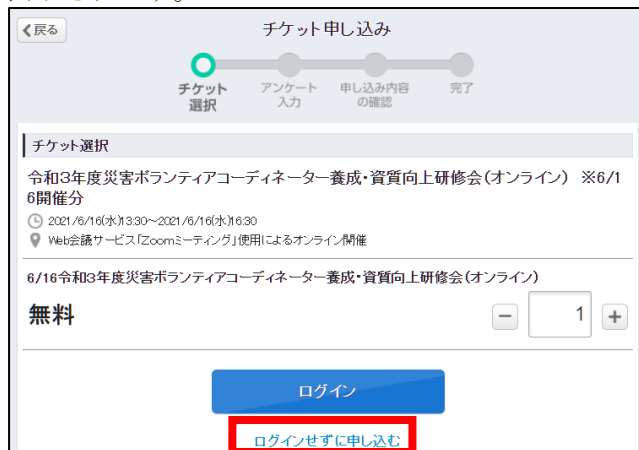 戻る
チケット申し込み
チケット
選択
アンケート
入力
申し込み内容
の確認
完了
チケット選択
令和3年度災害ボランティアコーディネーター養成・資質向上研修会(オンライン) ※6/1
6開催分
2021/6/16(水)13:30～2021/6/16(水)16:30
Web会議サービス「Zoomミーティング」使用によるオンライン開催
6/16令和3年度災害ボランティアコーディネーター養成・資質向上研修会(オンライン)
無料
－ 1 ＋
ログイン
ログインせずに申し込む